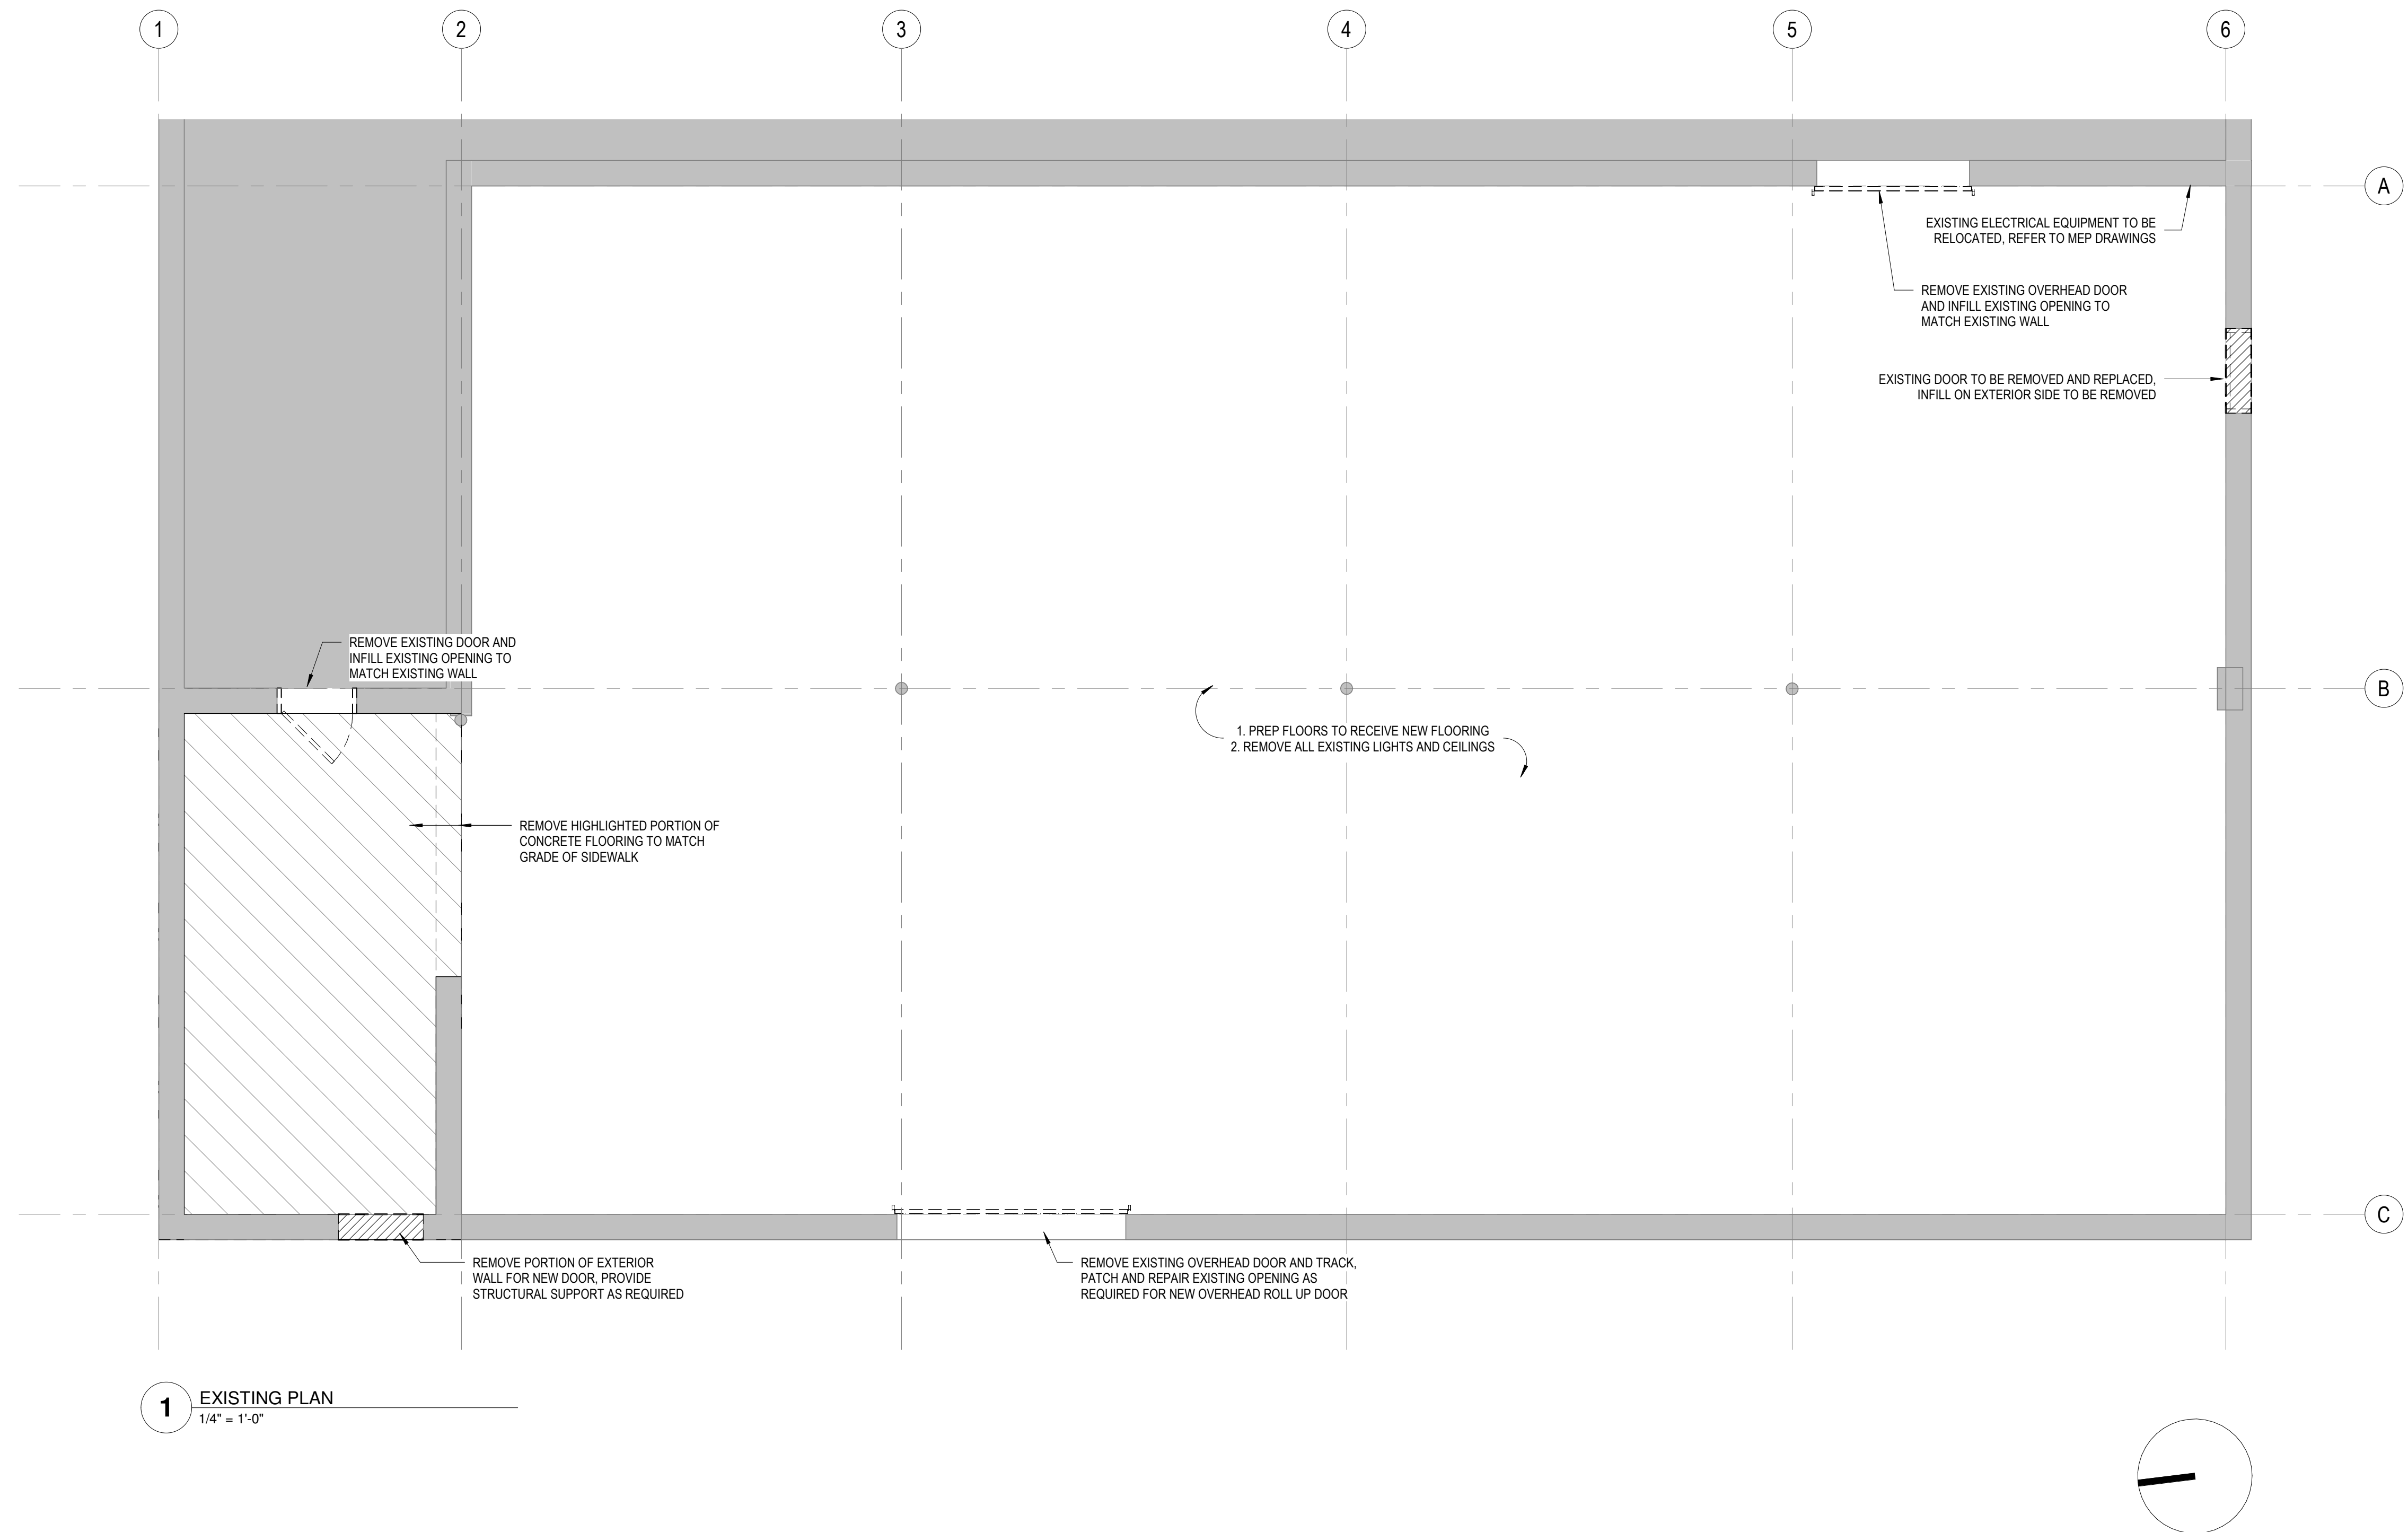 1
2
3
4
5
6
A
EXISTING ELECTRICAL EQUIPMENT TO BE
RELOCATED, REFER TO MEP DRAWINGS
REMOVE EXISTING OVERHEAD DOOR
AND INFILL EXISTING OPENING TO
MATCH EXISTING WALL
EXISTING DOOR TO BE REMOVED AND REPLACED,
INFILL ON EXTERIOR SIDE TO BE REMOVED
REMOVE EXISTING DOOR AND
INFILL EXISTING OPENING TO
MATCH EXISTING WALL
B
1. PREP FLOORS TO RECEIVE NEW FLOORING
2. REMOVE ALL EXISTING LIGHTS AND CEILINGS
REMOVE HIGHLIGHTED PORTION OF
CONCRETE FLOORING TO MATCH
GRADE OF SIDEWALK
C
REMOVE PORTION OF EXTERIOR
WALL FOR NEW DOOR, PROVIDE
STRUCTURAL SUPPORT AS REQUIRED
REMOVE EXISTING OVERHEAD DOOR AND TRACK,
PATCH AND REPAIR EXISTING OPENING AS
REQUIRED FOR NEW OVERHEAD ROLL UP DOOR
1
EXISTING PLAN
1/4" = 1'-0"